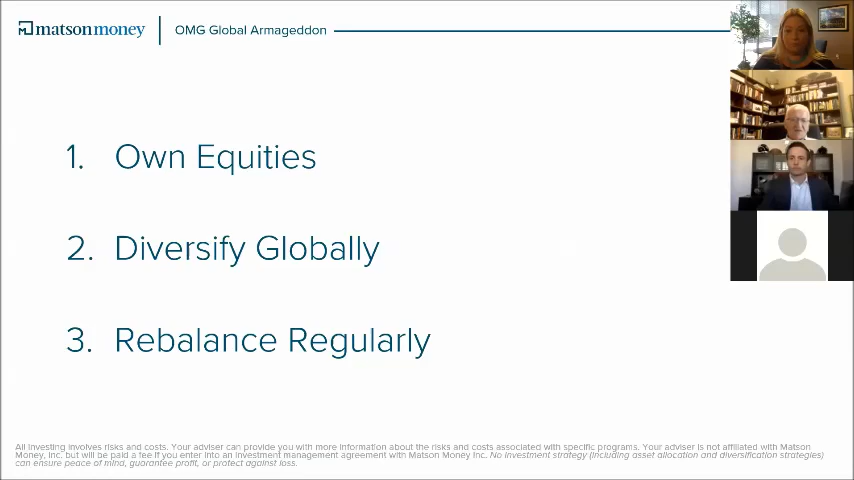 matsonmoney
OMG Global Armageddon
1. Own Equities
2. Diversify Globally
3. Rebalance Regularly
All investing involves risks and costs. Your adviser can provide you with more information about the risks and costs associated with specific programs. Your adviser is not affiliated with Matson
Money, Inc. but will be paid a fee if you enter into an investment management agreement with Matson Money Inc. No investment strategy (including asset allocation and diversification strategies)
can ensure peace of mind, guarantee profit, or protect against loss.